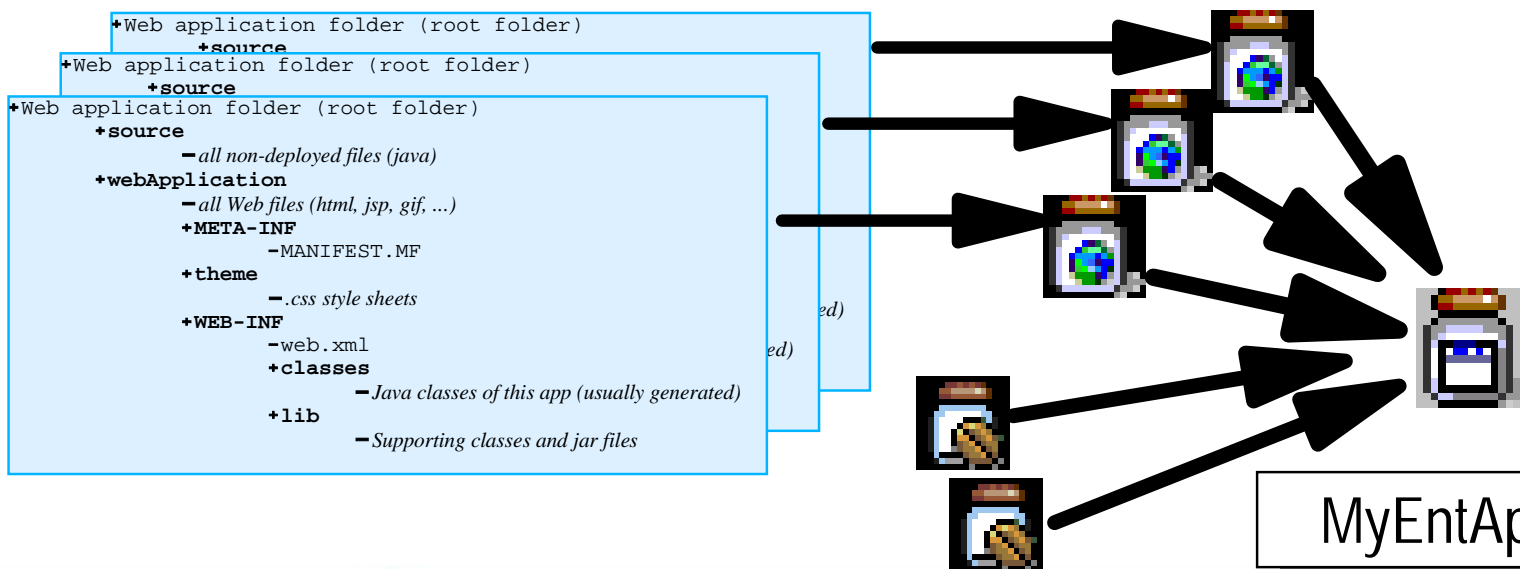 +Web application folder (root folder)
+source
+Web application folder (root folder)
+source
+Web application folder (root folder)
+source
-all non-deployed files (java)
+webApplication
-all Web files (html, jsp, gif, ...)
+META-INF
-MANIFEST.MF
+theme
-.css style sheets
+WEB-INF
-web.xml
+classes
-Java classes of this app (usually generated)
+lib
-Supporting classes and jar files
ed)
ed)
MyEntAp